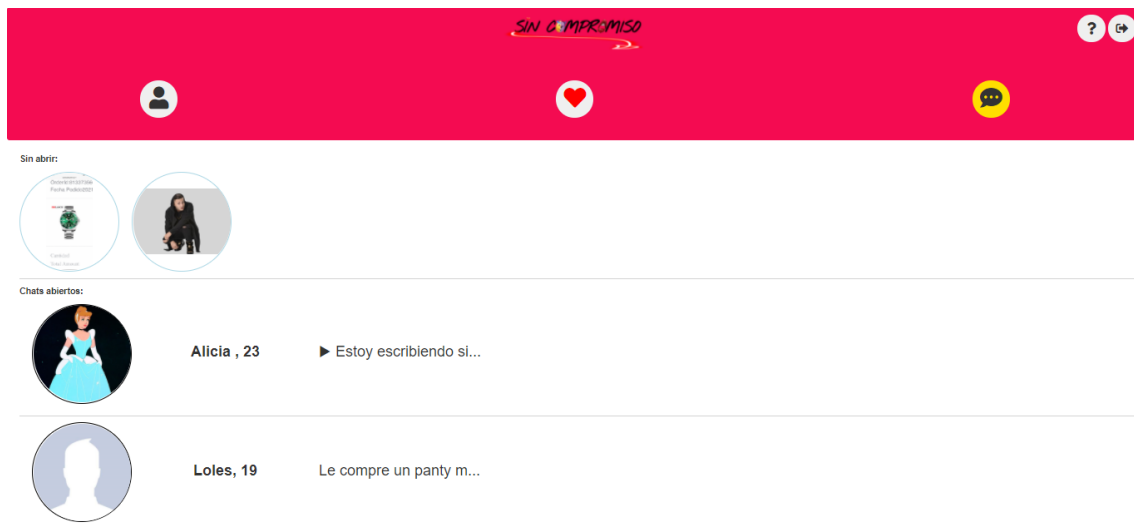 SIN COMPROMISO
?
Sin abrir:
Chats abiertos:
Alicia , 23
▶ Estoy escribiendo si...
Loles, 19
Le compre un panty m...